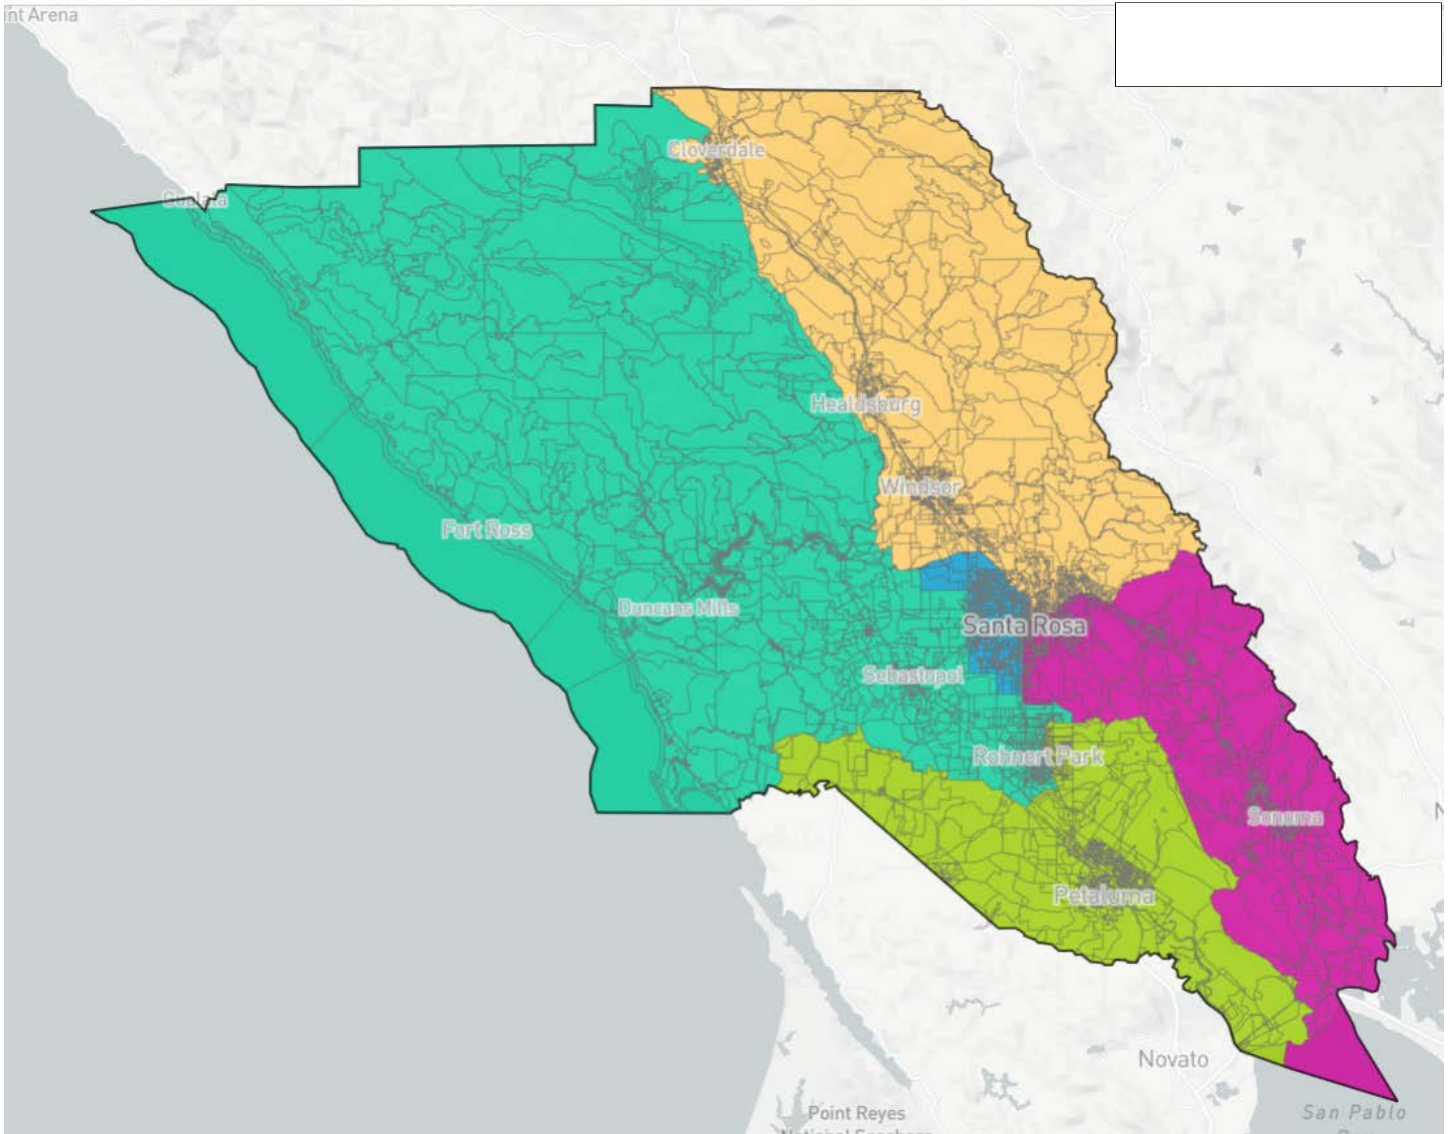 int Arena
Cloverdale
Gualala
Healdsburg
Windsor
Fort Ross
Duncans Mills
Santa Rosa
Sebastopol
Rohnert Park
Sonoma
Petaluma
Novato
Point Reyes
San Pablo